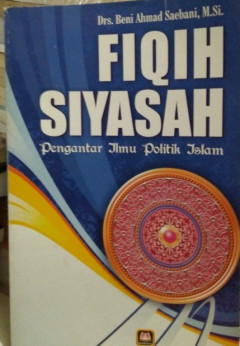 Drs. Beni Ahmad Saebani, M.Si.
FIQIH
SIYASAH
Pengantar Ilmu Politik Islam